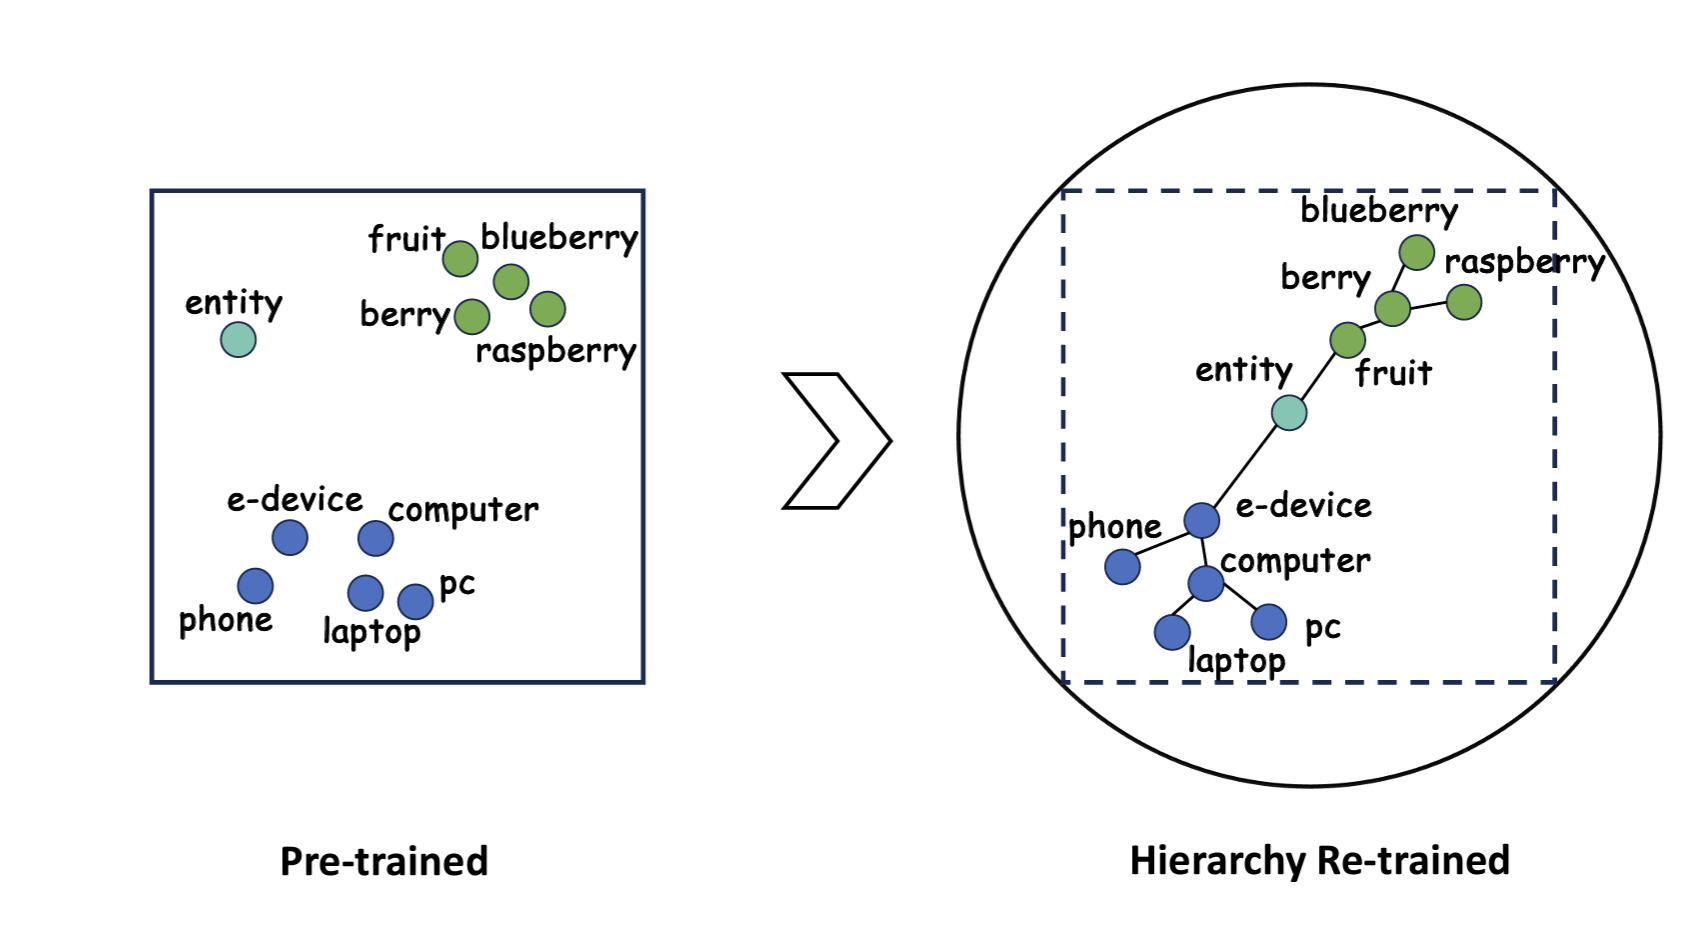 fruit
blueberry
entity
berry
raspberry
e-device
computer
phone
pc
laptop
Pre-trained
blueberry
raspberry
berry
entity
fruit
e-device
phone
computer
pc
laptop
Hierarchy Re-trained